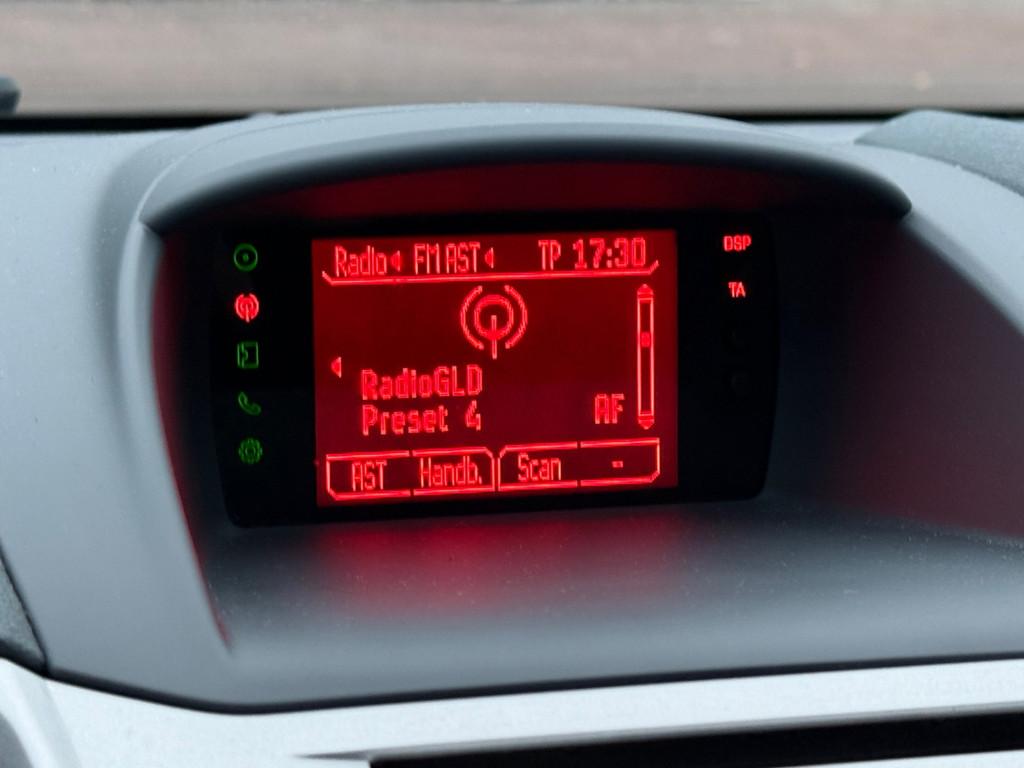 Radio FM AST TP 17:30
DSP
TA
RadioGLD
Preset 4 AF
AST Handb. Scan -